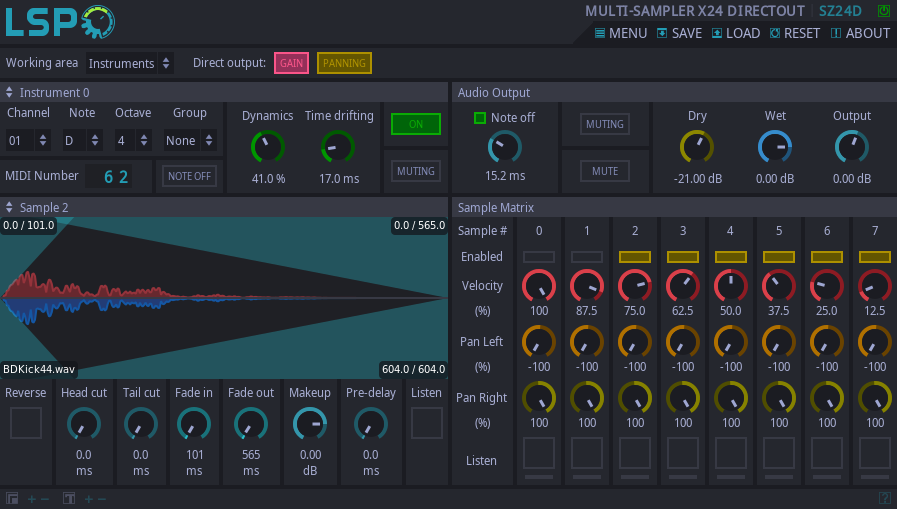 LSP
MULTI-SAMPLER X24 DIRECTOUT SZ24D
MENU SAVE LOAD RESET ABOUT
Working area Instruments Direct output: GAIN PANNING
Instrument 0
Channel Note Octave Group
01 D 4 None
MIDI Number 62 NOTE OFF
Dynamics Time drifting
41.0 % 17.0 ms
ON
MUTING
Audio Output
Note off
15.2 ms
MUTING
MUTE
Dry Wet Output
-21.00 dB 0.00 dB 0.00 dB
Sample 2
0.0 / 101.0 0.0 / 565.0
BDKick44.wav 604.0 / 604.0
Reverse Head cut Tail cut Fade in Fade out Makeup Pre-delay Listen
0.0 0.0 101 565 0.00 0.0
ms ms ms ms dB ms
Sample Matrix
Sample # 0 1 2 3 4 5 6 7
Enabled
Velocity
(%) 100 87.5 75.0 62.5 50.0 37.5 25.0 12.5
Pan Left
(%) -100 -100 -100 -100 -100 -100 -100 -100
Pan Right
(%) 100 100 100 100 100 100 100 100
Listen